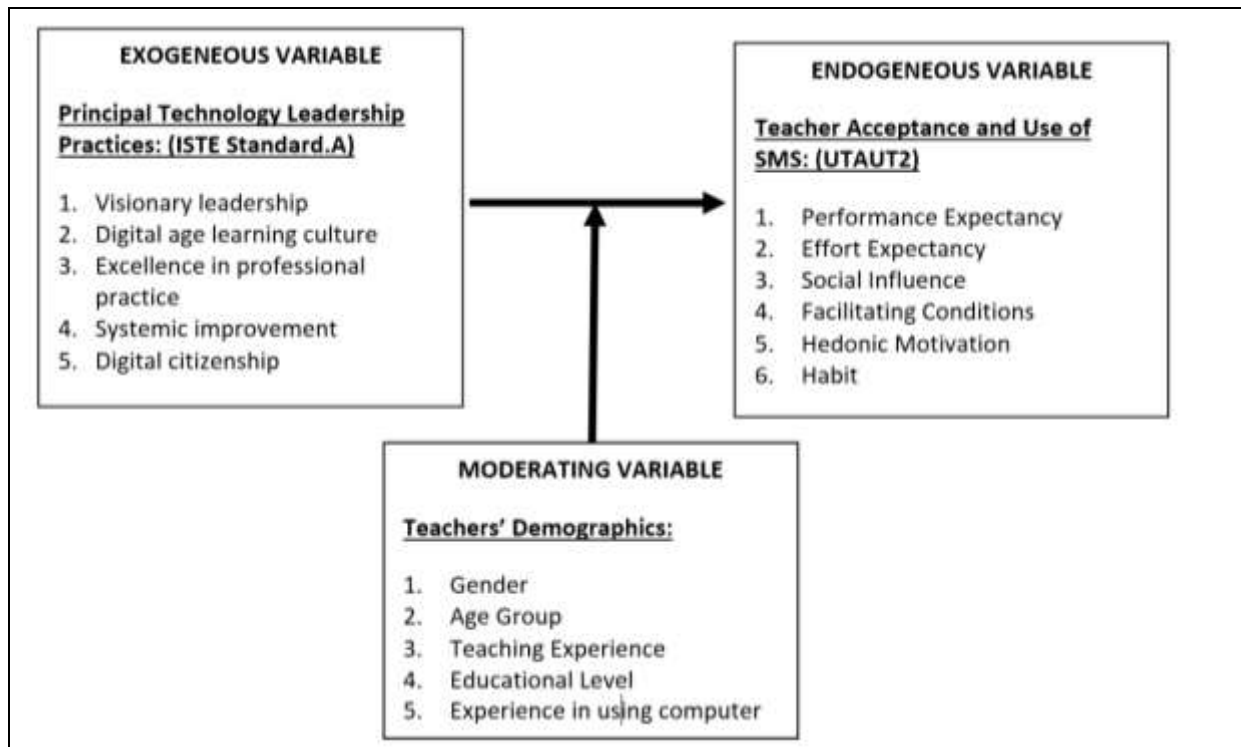 EXOGENEOUS VARIABLE
Principal Technology Leadership
Practices: (ISTE Standard.A)
1. Visionary leadership
2. Digital age learning culture
3. Excellence in professional
practice
4. Systemic improvement
5. Digital citizenship
ENDOGENEOUS VARIABLE
Teacher Acceptance and Use of
SMS: (UTAUT2)
1. Performance Expectancy
2. Effort Expectancy
3. Social Influence
4. Facilitating Conditions
5. Hedonic Motivation
6. Habit
MODERATING VARIABLE
Teachers' Demographics:
1. Gender
2. Age Group
3. Teaching Experience
4. Educational Level
5. Experience in using computer